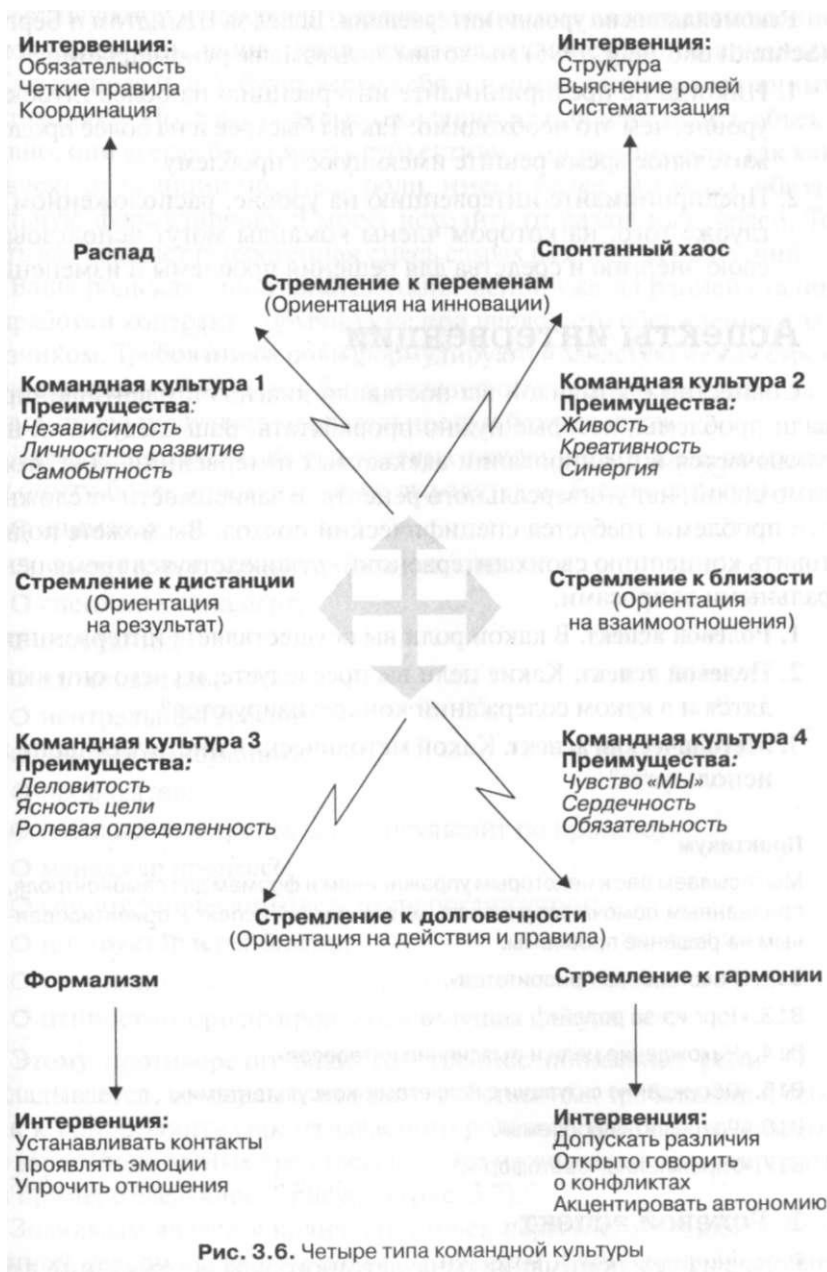 Интервенция:
Обязательность
Четкие правила
Координация
Интервенция:
Структура
Выяснение ролей
Систематизация
Распад
Спонтанный хаос
Стремление к переменам
(Ориентация на инновации)
Командная культура 1
Преимущества:
Независимость
Личностное развитие
Самобытность
Командная культура 2
Преимущества:
Живость
Креативность
Синергия
Стремление к дистанции
(Ориентация
на результат)
Стремление к близости
(Ориентация
на взаимоотношения)
Командная культура 3
Преимущества:
Деловитость
Ясность цели
Ролевая определенность
Командная культура 4
Преимущества:
Чувство «МЫ»
Сердечность
Обязательность
Стремление к долговечности
(Ориентация на действия и правила)
Формализм
Стремление к гармонии
Интервенция:
Устанавливать контакты
Проявлять эмоции
Упрочить отношения
Интервенция:
Допускать различия
Открыто говорить
о конфликтах
Акцентировать автономию
Рис. 3.6. Четыре типа командной культуры